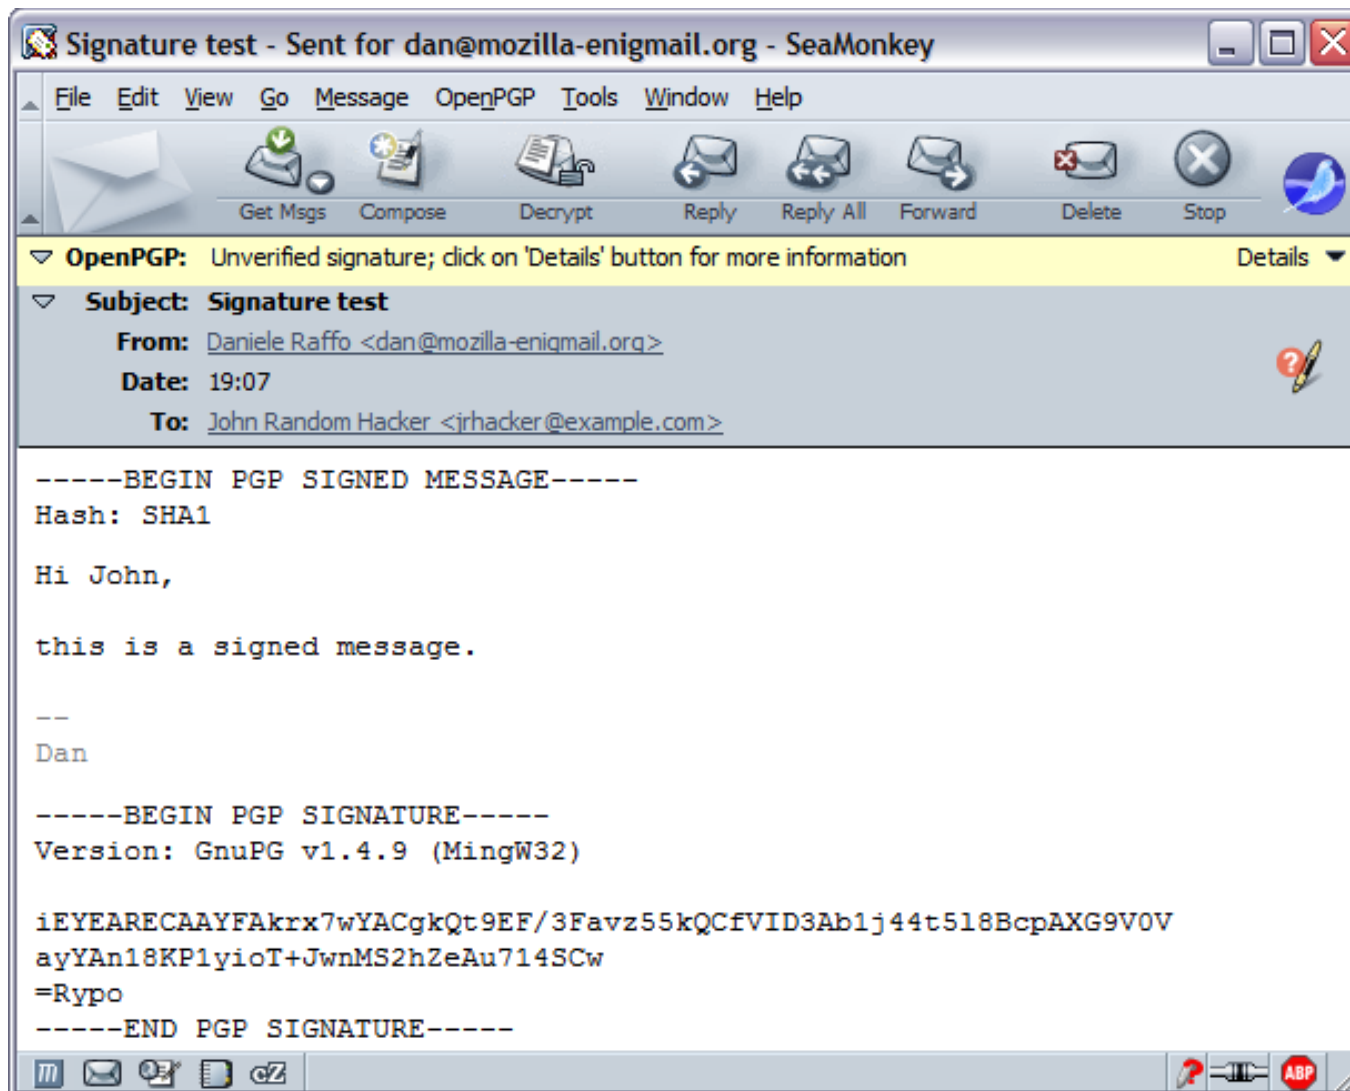 Signature test - Sent for dan@mozilla-enigmail.org - SeaMonkey
File Edit View Go Message OpenPGP Tools Window Help
Get Msgs Compose Decrypt Reply Reply All Forward Delete Stop
OpenPGP: Unverified signature; click on 'Details' button for more information Details
Subject: Signature test
From: Daniele Raffo <dan@mozilla-enigmail.org>
Date: 19:07
To: John Random Hacker <jrhacker@example.com>
-----BEGIN PGP SIGNED MESSAGE-----
Hash: SHA1
Hi John,
this is a signed message.
--
Dan
-----BEGIN PGP SIGNATURE-----
Version: GnuPG v1.4.9 (MingW32)
iEYEARECAAYFAkrx7wYACgkQt9EF/3Favz55kQCfVID3Ab1j44t5l8BcpAXG9V0V
ayYAn18KP1yioT+JwnMS2hZeAu714SCw
=Rypo
-----END PGP SIGNATURE-----
m cZ ABP